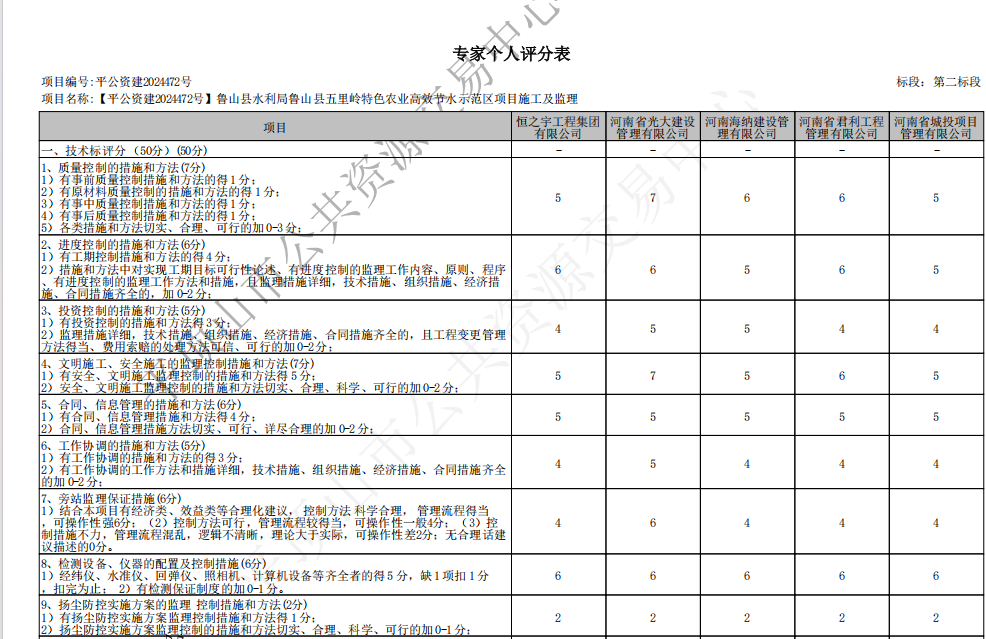 专家个人评分表
项目编号:平公资建2024472号
标段：第二标段
项目名称:【平公资建2024472号】鲁山县水利局鲁山县五里岭特色农业高效节水示范区项目施工及监理
项目 恒之宇工程集团有限公司 河南省光大建设管理有限公司 河南海纳建设管理有限公司 河南省君利工程管理有限公司 河南省城投项目管理有限公司
一、技术标评分（50分）(50分) – – – – –
1、质量控制的措施和方法(7分)
1）有事前质量控制措施和方法的得1分;
2）有原材料质量控制的措施和方法的得1分;
3）有事中质量控制措施和方法的得1分;
4）有事后质量控制措施和方法的得1分;
5）各类措施和方法切实、合理、可行的加0-3分;
5 7 6 6 5
2、进度控制的措施和方法(6分)
1）有工期控制措施和方法的得4分;
2）措施和方法中对实现工期目标可行性论述、有进度控制的监理工作内容、原则、程序
、有进度控制的监理工作方法和措施，且监理措施详细，技术措施、组织措施、经济措
施、合同措施齐全的，加0-2分;
6 6 5 6 5
3、投资控制的措施和方法(5分)
1）有投资控制的措施和方法得3分;
2）监理措施详细，技术措施、组织措施、经济措施、合同措施齐全的，且工程变更管理
方法得当、费用索赔的处理方法可信、可行的加0-2分;
4 5 5 4 4
4、文明施工、安全施工的监理控制措施和方法(7分)
1）有安全、文明施工监理控制的措施和方法得5分;
2）安全、文明施工监理控制的措施和方法切实、合理、科学、可行的加0-2分;
5 7 5 6 5
5、合同、信息管理的措施和方法(6分)
1）有合同、信息管理措施和方法得4分;
2）合同、信息管理措施方法切实、可行、详尽合理的加0-2分;
5 5 5 5 5
6、工作协调的措施和方法(5分)
1）有工作协调的措施和方法的得3分;
2）有工作协调的工作方法和措施详细，技术措施、组织措施、经济措施、合同措施齐全
的加0-2分;
4 5 4 4 4
7、旁站监理保证措施(6分)
1）结合本项目有经济类、效益类等合理化建议， 控制方法 科学合理， 管理流程得当
，可操作性强6分; （2）控制方法可行，管理流程较得当，可操作性一般4分; （3）控
制措施不力，管理流程混乱，逻辑不清晰，理论大于实际，可操作性差2分; 无合理话建
议描述的0分。
4 6 4 4 4
8、检测设备、仪器的配置及控制措施(6分)
1）经纬仪、水准仪、回弹仪、照相机、计算机设备等齐全者的得5分，缺1项扣1分
，扣完为止; 2）有检测保证制度的加0-1分。
6 6 6 6 6
9、扬尘防控实施方案的监理 控制措施和方法(2分)
1）有扬尘防控实施方案监理控制措施和方法得1分;
2）扬尘防控实施方案监理控制的措施和方法切实、合理、科学、可行的加0-1分;
2 2 2 2 2
平顶山市公共资源交易中心
平顶山市公共资源交易中心